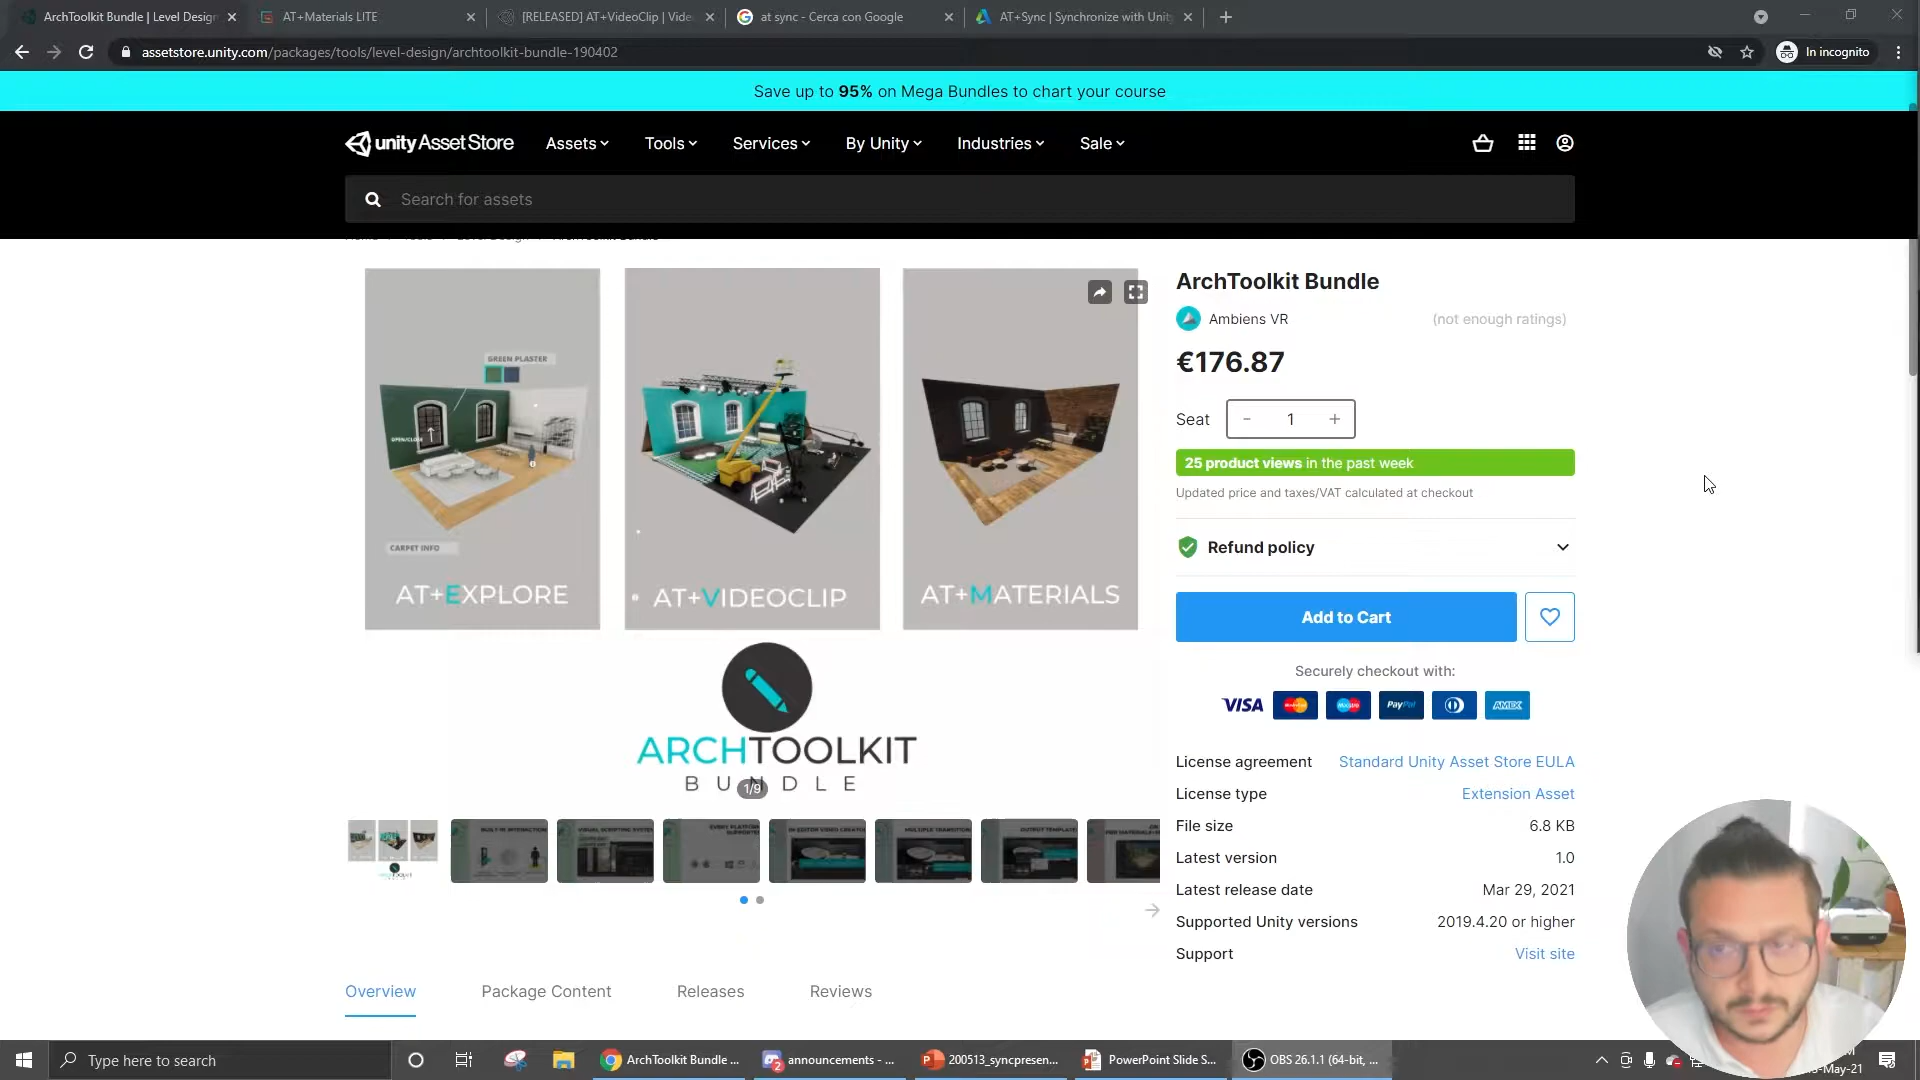 ArchToolkit Bundle | Level Design
AT+Materials LITE
[RELEASED] AT+VideoClip | Vide
at sync - Cerca con Google
AT+Sync | Synchronize with Unity
assetstore.unity.com/packages/tools/level-design/archtoolkit-bundle-190402
In incognito
Save up to 95% on Mega Bundles to chart your course
unity Asset Store
Assets
Tools
Services
By Unity
Industries
Sale
Search for assets
GREEN PLASTER
OPEN/CLOSE
CARPET INFO
AT+EXPLORE
AT+VIDEOCLIP
AT+MATERIALS
ARCHTOOLKIT
BUNDLE
1/9
ArchToolkit Bundle
Ambiens VR
(not enough ratings)
€176.87
Seat
- 1 +
25 product views in the past week
Updated price and taxes/VAT calculated at checkout
Refund policy
Add to Cart
Securely checkout with:
VISA
PayPal
AMEX
License agreement Standard Unity Asset Store EULA
License type Extension Asset
File size 6.8 KB
Latest version 1.0
Latest release date Mar 29, 2021
Supported Unity versions 2019.4.20 or higher
Support Visit site
Overview
Package Content
Releases
Reviews
Type here to search
ArchToolkit Bundle ...
2
announcements - ...
200513_syncpresen...
PowerPoint Slide S...
OBS 26.1.1 (64-bit, ...
-May-21